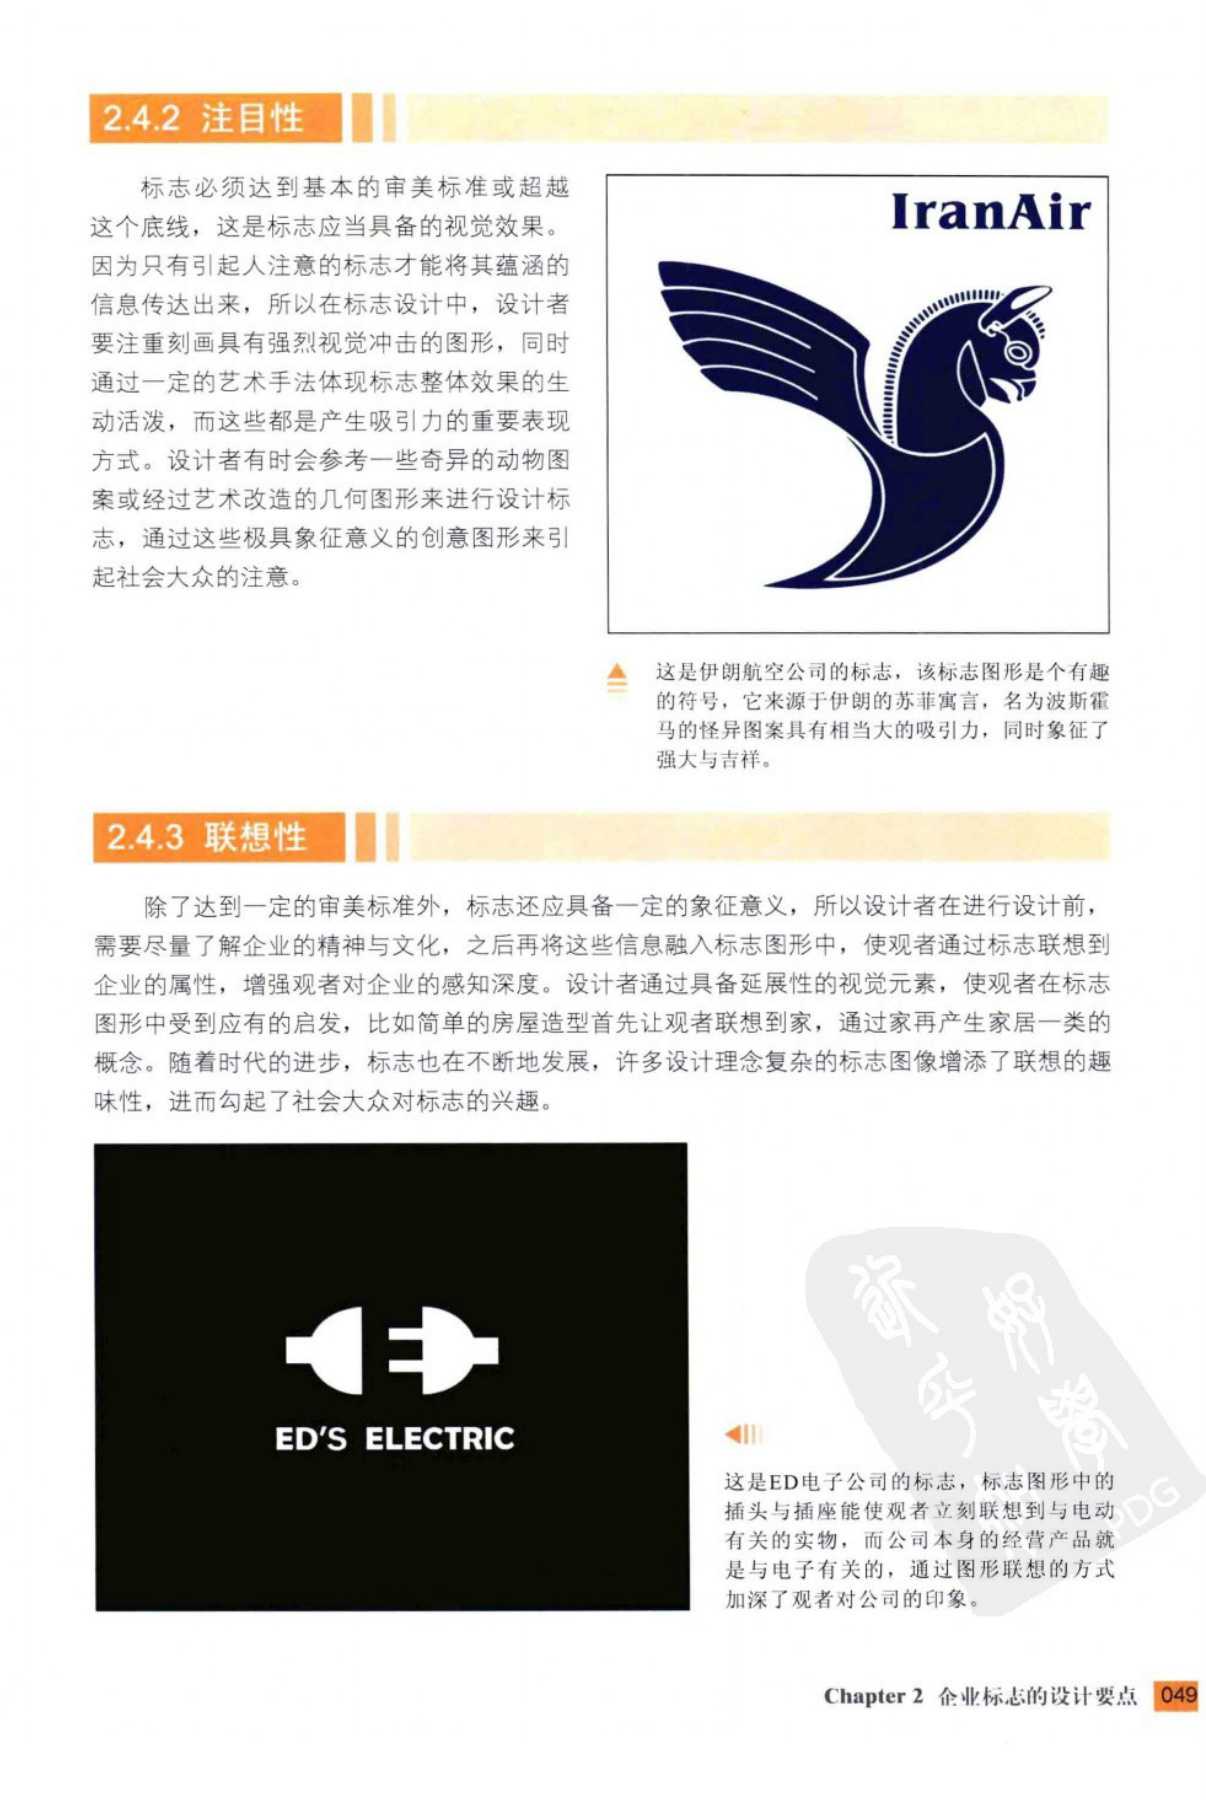 2.4.2 注目性
标志必须达到基本的审美标准或超越
这个底线，这是标志应当具备的视觉效果。
因为只有引起人注意的标志才能将其蕴涵的
信息传达出来，所以在标志设计中，设计者
要注重刻画具有强烈视觉冲击的图形，同时
通过一定的艺术手法体现标志整体效果的生
动活泼，而这些都是产生吸引力的重要表现
方式。设计者有时会参考一些奇异的动物图
案或经过艺术改造的几何图形来进行设计标
志，通过这些极具象征意义的创意图形来引
起社会大众的注意。
IranAir
这是伊朗航空公司的标志，该标志图形是个有趣
的符号，它来源于伊朗的苏菲寓言，名为波斯霍
马的怪异图案具有相当大的吸引力，同时象征了
强大与吉祥。
2.4.3 联想性
除了达到一定的审美标准外，标志还应具备一定的象征意义，所以设计者在进行设计前，
需要尽量了解企业的精神与文化，之后再将这些信息融入标志图形中，使观者通过标志联想到
企业的属性，增强观者对企业的感知深度。设计者通过具备延展性的视觉元素，使观者在标志
图形中受到应有的启发，比如简单的房屋造型首先让观者联想到家，通过家再产生家居一类的
概念。随着时代的进步，标志也在不断地发展，许多设计理念复杂的标志图像增添了联想的趣
味性，进而勾起了社会大众对标志的兴趣。
ED'S ELECTRIC
这是ED电子公司的标志，标志图形中的
插头与插座能使观者立刻联想到与电动
有关的实物，而公司本身的经营产品就
是与电子有关的，通过图形联想的方式
加深了观者对公司的印象。
PDG
Chapter 2 企业标志的设计要点 049